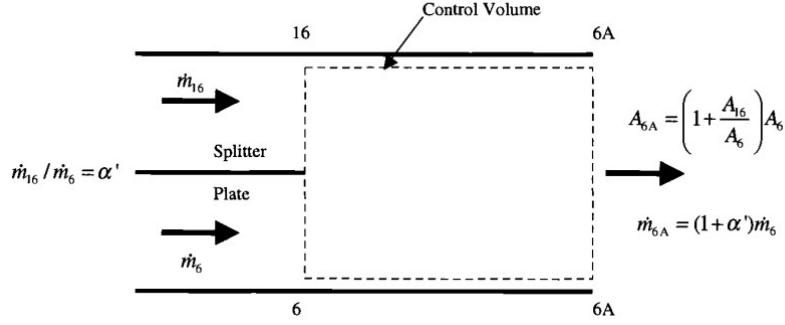 Control Volume
16
6A
ṁ₁₆
A₆A = (1 + A₁₆/A₆) A₆
Splitter
ṁ₁₆ / ṁ₆ = α'
Plate
ṁ₆A = (1 + α')ṁ₆
ṁ₆
6
6A